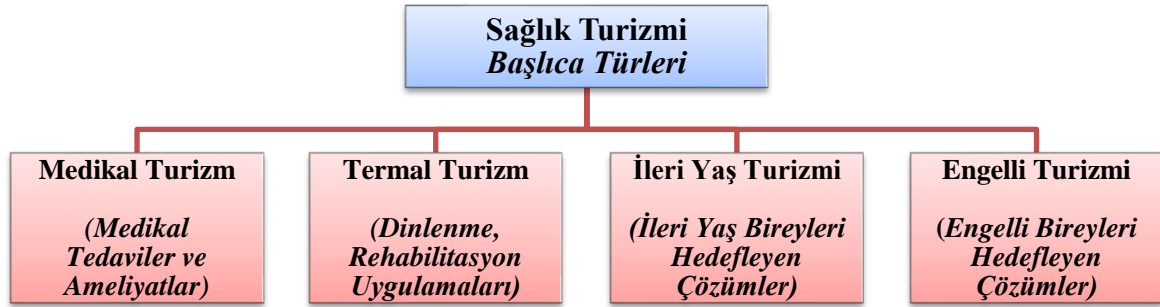 Sağlık Turizmi
Başlıca Türleri
Medikal Turizm
(Medikal
Tedaviler ve
Ameliyatlar)
Termal Turizm
(Dinlenme,
Rehabilitasyon
Uygulamaları)
İleri Yaş Turizmi
(İleri Yaş Bireyleri
Hedefleyen
Çözümler)
Engelli Turizmi
(Engelli Bireyleri
Hedefleyen
Çözümler)